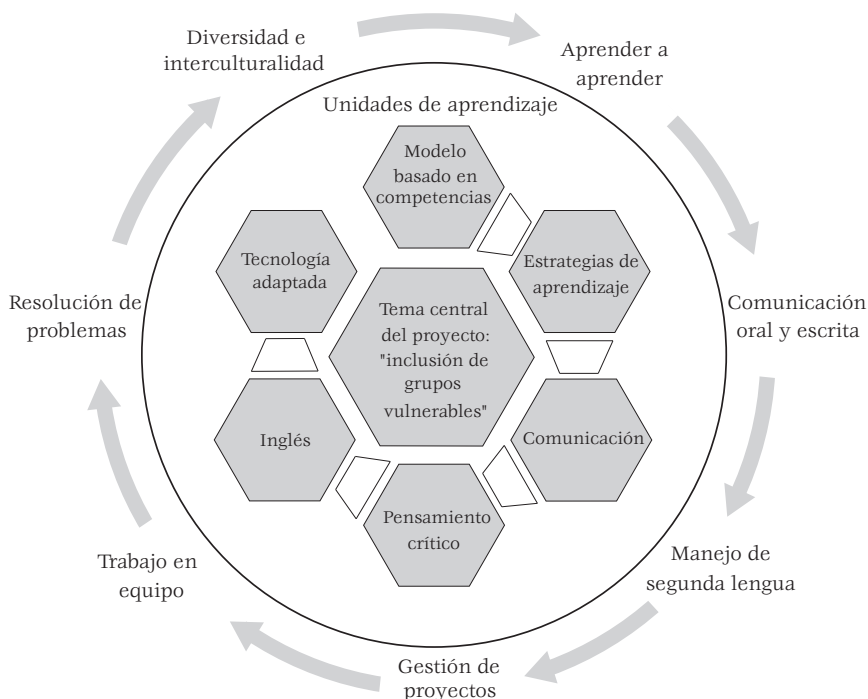 Diversidad e
interculturalidad
Aprender a
aprender
Unidades de aprendizaje
Modelo
basado en
competencias
Tecnología
adaptada
Estrategias de
aprendizaje
Resolución de
problemas
Tema central
del proyecto:
"inclusión de
grupos
vulnerables"
Comunicación
oral y escrita
Inglés
Comunicación
Pensamiento
crítico
Trabajo en
equipo
Manejo de
segunda lengua
Gestión de
proyectos